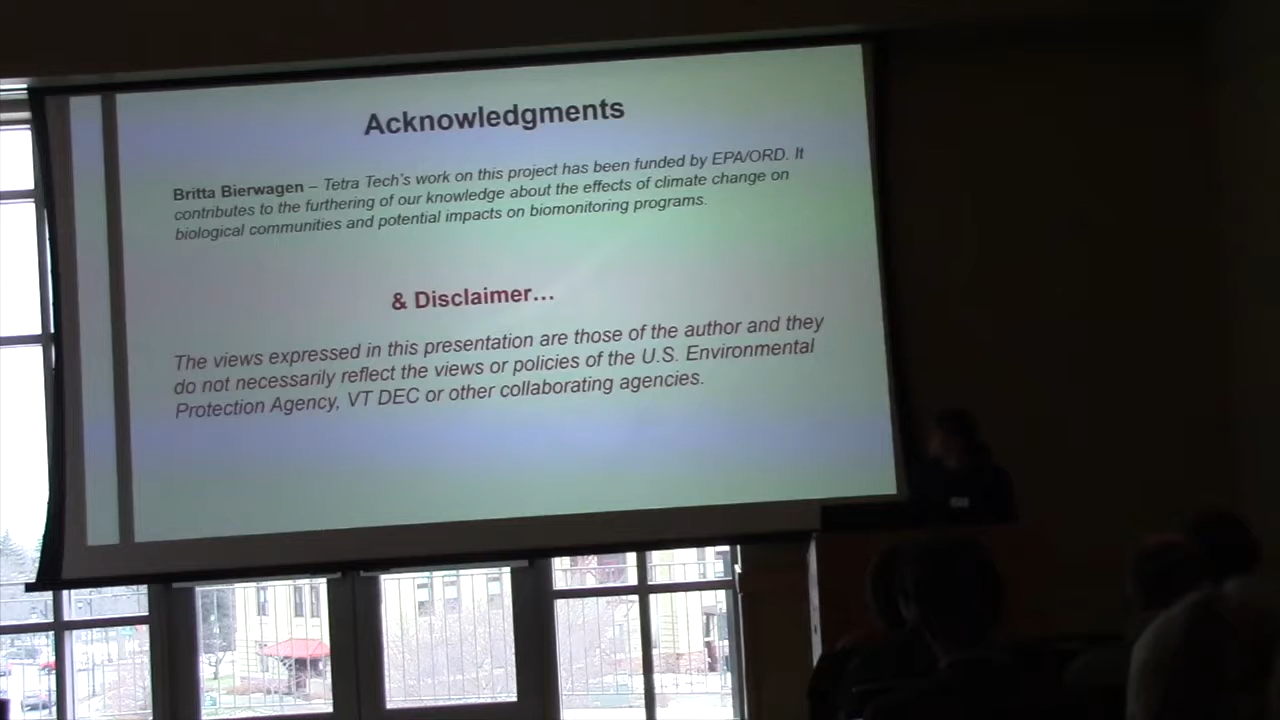 Acknowledgments
Britta Bierwagen – Tetra Tech's work on this project has been funded by EPA/ORD. It
contributes to the furthering of our knowledge about the effects of climate change on
biological communities and potential impacts on biomonitoring programs.
& Disclaimer…
The views expressed in this presentation are those of the author and they
do not necessarily reflect the views or policies of the U.S. Environmental
Protection Agency, VT DEC or other collaborating agencies.